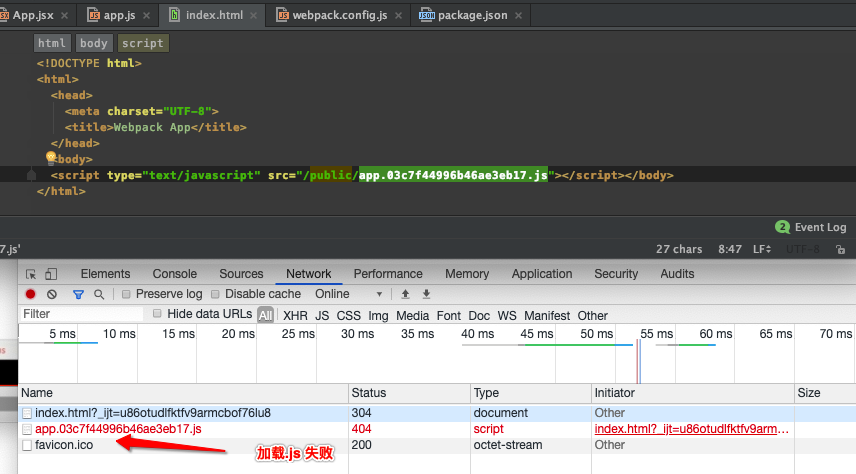 App.jsx × app.js × index.html × webpack.config.js × package.json ×
html body script
<!DOCTYPE html>
<html>
<head>
<meta charset="UTF-8">
<title>Webpack App</title>
</head>
<body>
<script type="text/javascript" src="/public/app.03c7f44996b46ae3eb17.js"></script></body>
</html>
2 Event Log
7.js' 27 chars 8:47 LF UTF-8
Elements Console Sources Network Performance Memory Application Security Audits
Preserve log Disable cache Online
Filter Hide data URLs All XHR JS CSS Img Media Font Doc WS Manifest Other
5 ms 10 ms 15 ms 20 ms 25 ms 30 ms 35 ms 40 ms 45 ms 50 ms 55 ms 60 ms 65 ms 70 ms
Name Status Type Initiator Size
index.html?_ijt=u86otudlfktfv9armcbof76lu8 304 document Other
app.03c7f44996b46ae3eb17.js 404 script index.html?_ijt=u86otudlfktfv9arm…
favicon.ico 200 octet-stream Other
加载.js 失败